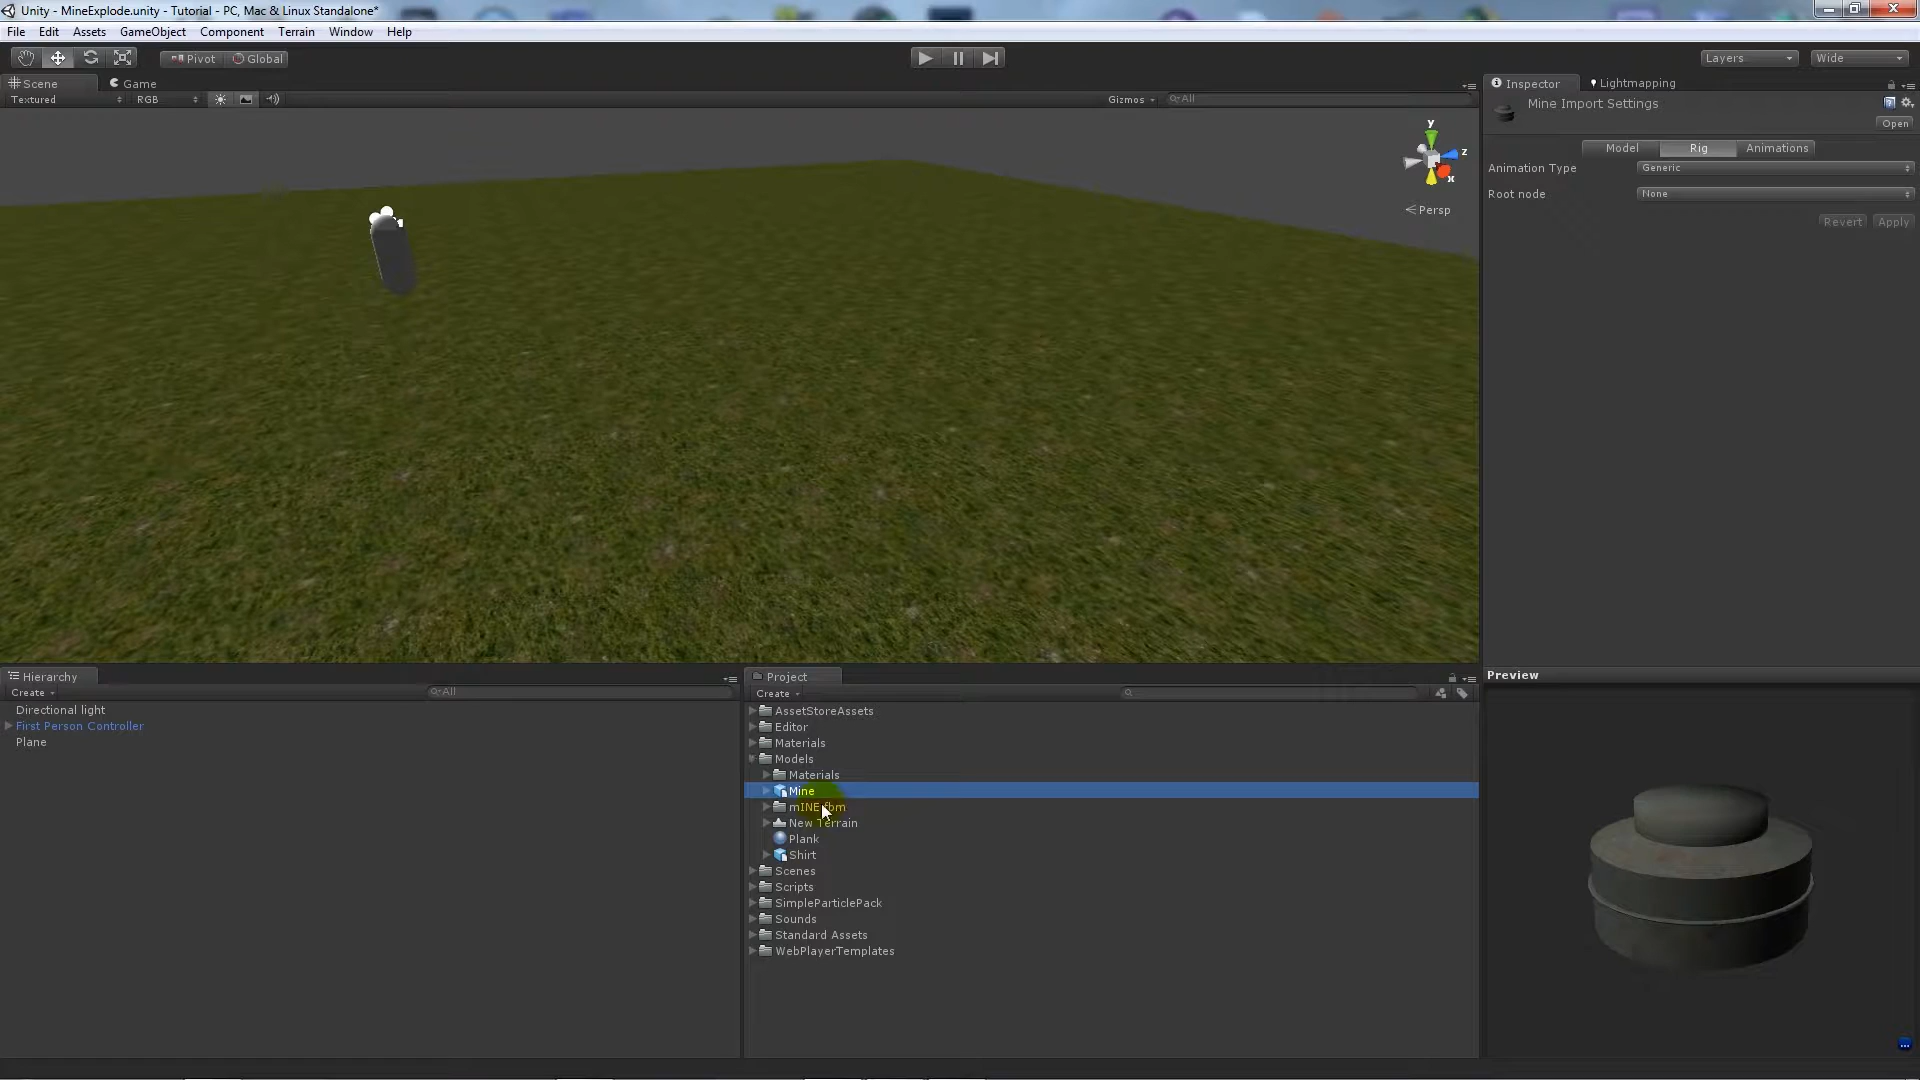 Unity - MineExplode.unity - Tutorial - PC, Mac & Linux Standalone*
File Edit Assets GameObject Component Terrain Window Help
Pivot Global Layers Wide
Scene Game Inspector Lightmapping
Textured RGB Gizmos All
Mine Import Settings
Open
Model Rig Animations
Animation Type Generic
Root node None
Revert Apply
y
z
x
Persp
Hierarchy
Create All
Directional light
First Person Controller
Plane
Project
Create
AssetStoreAssets
Editor
Materials
Models
Materials
Mine
mINE.fbm
New Terrain
Plank
Shirt
Scenes
Scripts
SimpleParticlePack
Sounds
Standard Assets
WebPlayerTemplates
Preview